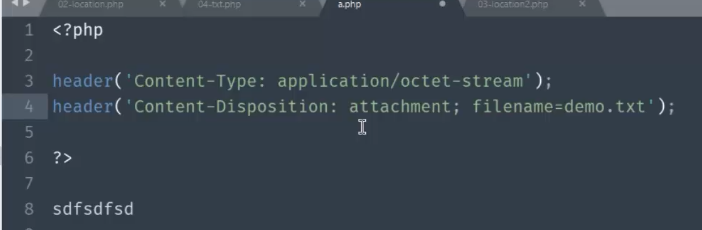 02-location.php × 04-txt.php × a.php 03-location2.php ×
1 <?php
2
3 header('Content-Type: application/octet-stream');
4 header('Content-Disposition: attachment; filename=demo.txt');
5
6 ?>
7
8 sdfsdfsd
9